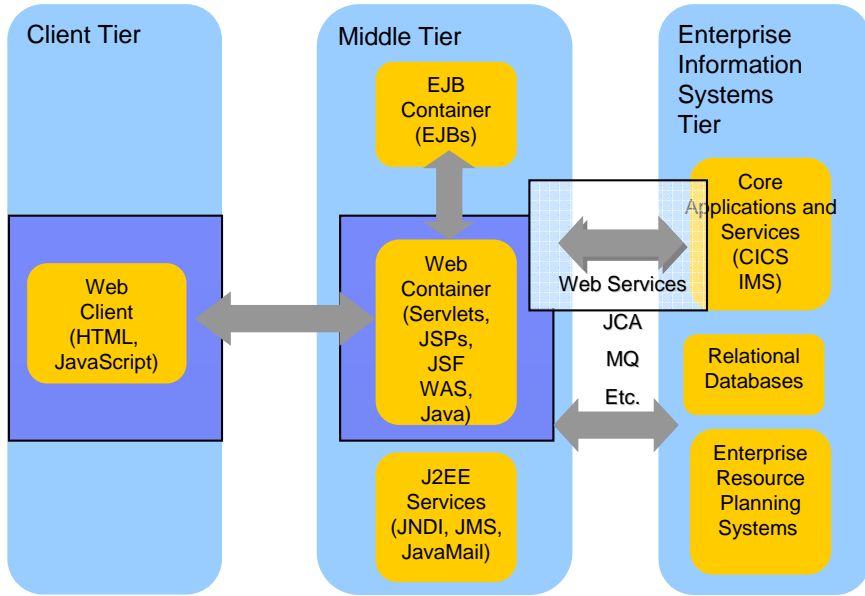 Client Tier
Web
Client
(HTML,
JavaScript)
Middle Tier
EJB
Container
(EJBs)
Web
Container
(Servlets,
JSPs,
JSF
WAS,
Java)
J2EE
Services
(JNDI, JMS,
JavaMail)
Web Services
JCA
MQ
Etc.
Enterprise
Information
Systems
Tier
Core
Applications and
Services
(CICS
IMS)
Relational
Databases
Enterprise
Resource
Planning
Systems